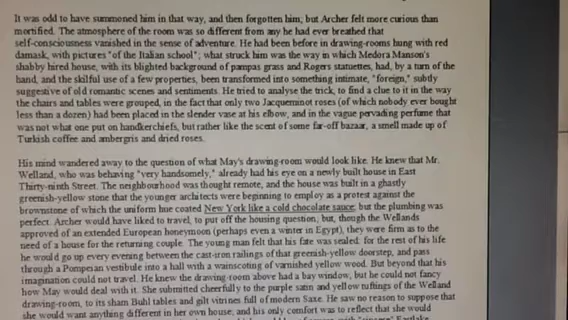 It was odd to have summoned him in that way, and then forgotten him; but Archer felt more curious than
mortified. The atmosphere of the room was so different from any he had ever breathed that
self-consciousness vanished in the sense of adventure. He had been before in drawing-rooms hung with red
damask, with pictures "of the Italian school"; what struck him was the way in which Medora Manson's
shabby hired house, with its blighted background of pampas grass and Rogers statuettes, had, by a turn of the
hand, and the skilful use of a few properties, been transformed into something intimate, "foreign," subtly
suggestive of old romantic scenes and sentiments. He tried to analyse the trick, to find a clue to it in the way
the chairs and tables were grouped, in the fact that only two Jacqueminot roses (of which nobody ever bought
less than a dozen) had been placed in the slender vase at his elbow, and in the vague pervading perfume that
was not what one put on handkerchiefs, but rather like the scent of some far-off bazaar, a smell made up of
Turkish coffee and ambergris and dried roses.
His mind wandered away to the question of what May's drawing-room would look like. He knew that Mr.
Welland, who was behaving "very handsomely," already had his eye on a newly built house in East
Thirty-ninth Street. The neighbourhood was thought remote, and the house was built in a ghastly
greenish-yellow stone that the younger architects were beginning to employ as a protest against the
brownstone of which the uniform hue coated New York like a cold chocolate sauce; but the plumbing was
perfect. Archer would have liked to travel, to put off the housing question; but, though the Wellands
approved of an extended European honeymoon (perhaps even a winter in Egypt), they were firm as to the
need of a house for the returning couple. The young man felt that his fate was sealed: for the rest of his life
he would go up every evening between the cast-iron railings of that greenish-yellow doorstep, and pass
through a Pompeian vestibule into a hall with a wainscoting of varnished yellow wood. But beyond that his
imagination could not travel. He knew the drawing-room above had a bay window, but he could not fancy
how May would deal with it. She submitted cheerfully to the purple satin and yellow tuftings of the Welland
drawing-room, to its sham Buhl tables and gilt vitrines full of modern Saxe. He saw no reason to suppose that
she would want anything different in her own house; and his only comfort was to reflect that she would